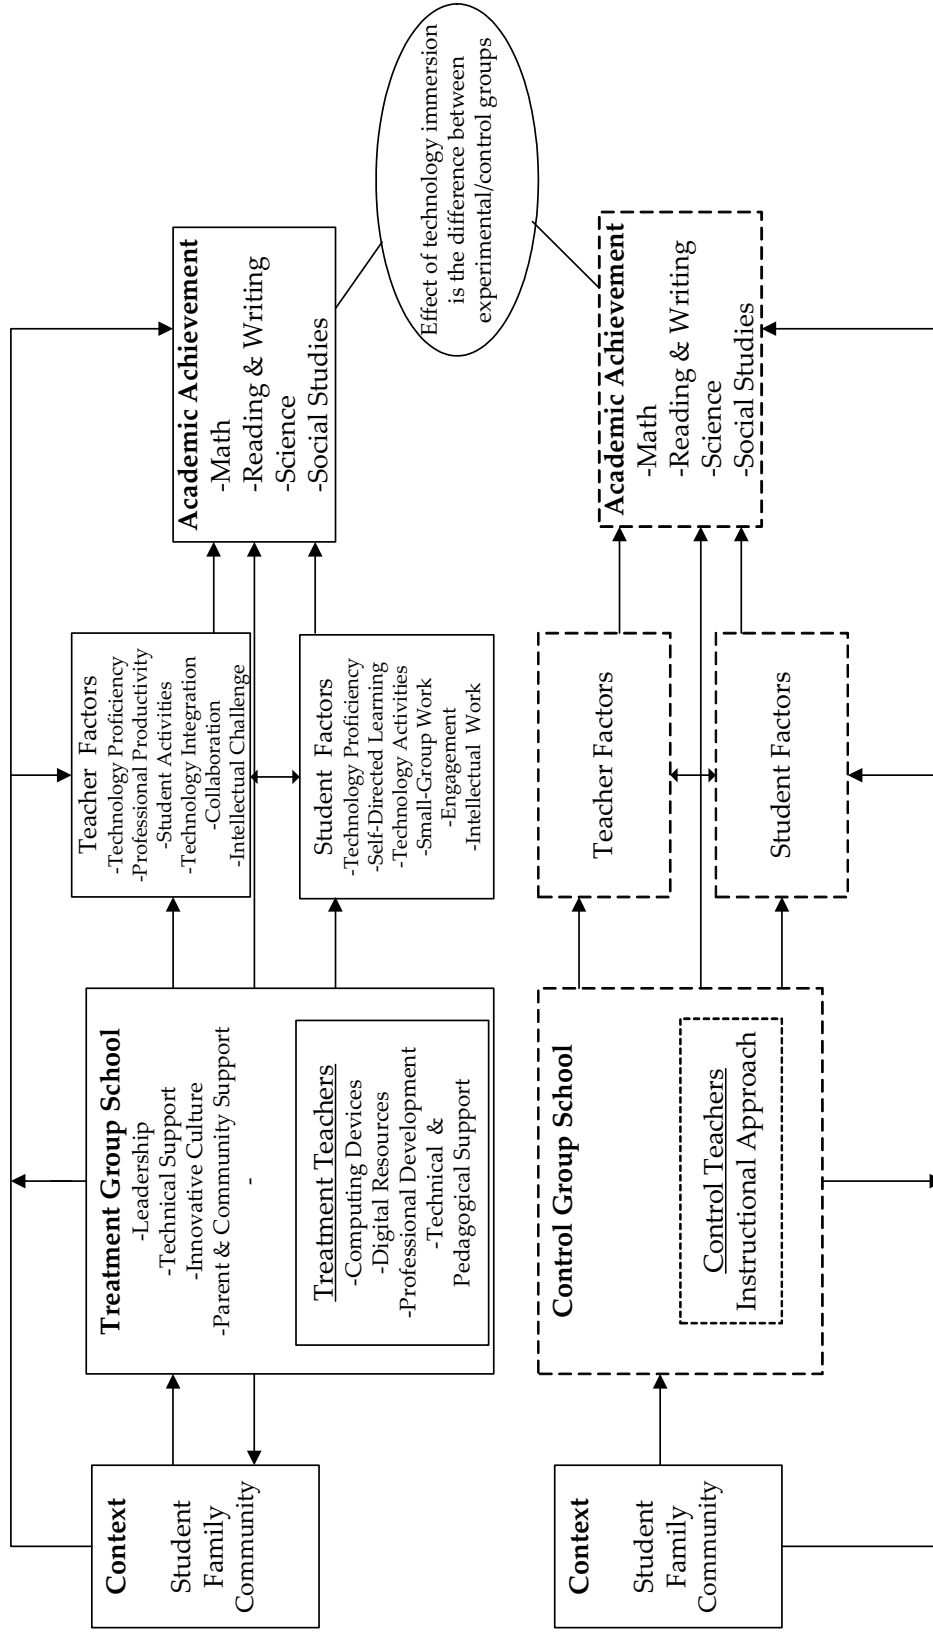 Context
Student
Family
Community
Treatment Group School
-Leadership
-Technical Support
-Innovative Culture
-Parent & Community Support
-
Treatment Teachers
-Computing Devices
-Digital Resources
-Professional Development
-Technical &
Pedagogical Support
Teacher Factors
-Technology Proficiency
-Professional Productivity
-Student Activities
-Technology Integration
-Collaboration
-Intellectual Challenge
Student Factors
-Technology Proficiency
-Self-Directed Learning
-Technology Activities
-Small-Group Work
-Engagement
-Intellectual Work
Academic Achievement
-Math
-Reading & Writing
-Science
-Social Studies
Effect of technology immersion
is the difference between
experimental/control groups
Context
Student
Family
Community
Control Group School
Control Teachers
Instructional Approach
Teacher Factors
Student Factors
Academic Achievement
-Math
-Reading & Writing
-Science
-Social Studies